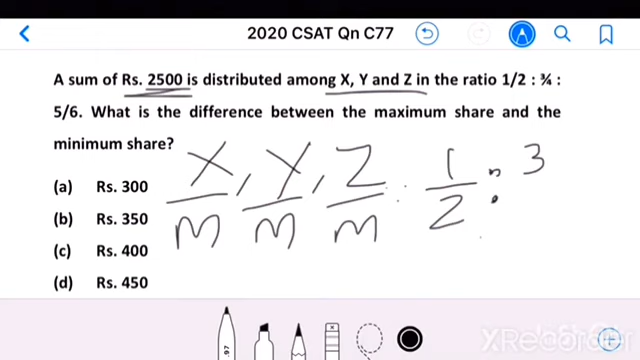 2020 CSAT Qn C77
A sum of Rs. 2500 is distributed among X, Y and Z in the ratio 1/2 : ¾ :
5/6. What is the difference between the maximum share and the
minimum share?
X/m, Y/m, Z/m : 1/2 : 3
(a) Rs. 300
(b) Rs. 350
(c) Rs. 400
(d) Rs. 450
.97
XRecorder